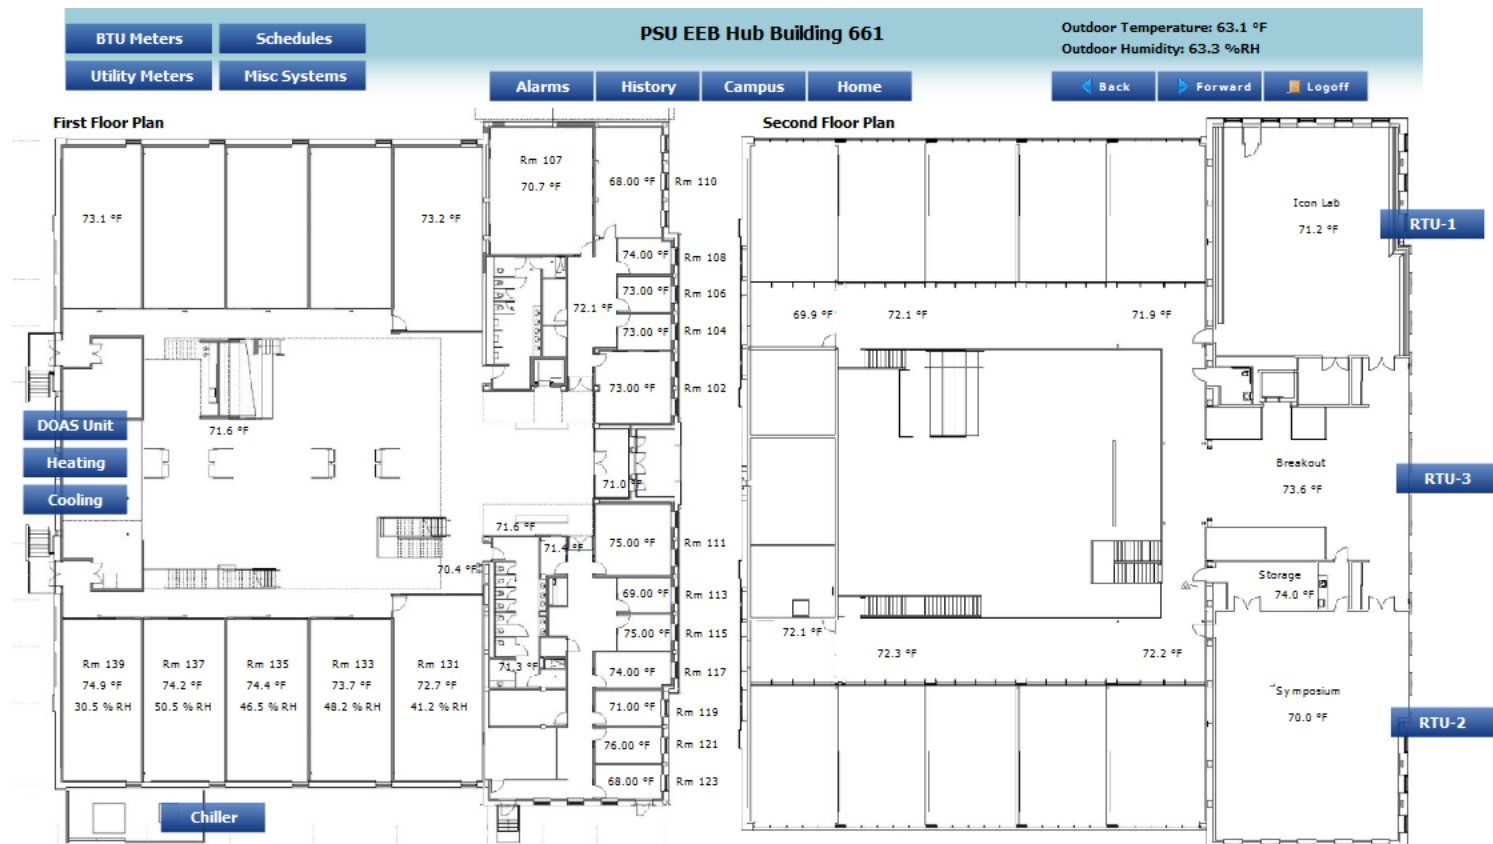 BTU Meters
Schedules
PSU EEB Hub Building 661
Outdoor Temperature: 63.1 °F
Outdoor Humidity: 63.3 %RH
Utility Meters
Misc Systems
Alarms
History
Campus
Home
Back
Forward
Logoff
First Floor Plan
73.1 °F
73.2 °F
Rm 107
70.7 °F
68.00 °F
Rm 110
74.00 °F
Rm 108
73.00 °F
Rm 106
72.1 °F
73.00 °F
Rm 104
73.00 °F
Rm 102
DOAS Unit
71.6 °F
Heating
Cooling
71.0 °F
71.6 °F
71.4 °F
75.00 °F
Rm 111
70.4 °F
69.00 °F
Rm 113
75.00 °F
Rm 115
71.3 °F
74.00 °F
Rm 117
71.00 °F
Rm 119
76.00 °F
Rm 121
68.00 °F
Rm 123
Rm 139
74.9 °F
30.5 % RH
Rm 137
74.2 °F
50.5 % RH
Rm 135
74.4 °F
46.5 % RH
Rm 133
73.7 °F
48.2 % RH
Rm 131
72.7 °F
41.2 % RH
Chiller
Second Floor Plan
Icon Lab
71.2 °F
RTU-1
69.9 °F
72.1 °F
71.9 °F
Breakout
73.6 °F
RTU-3
Storage
74.0 °F
72.1 °F
72.3 °F
72.2 °F
Symposium
70.0 °F
RTU-2